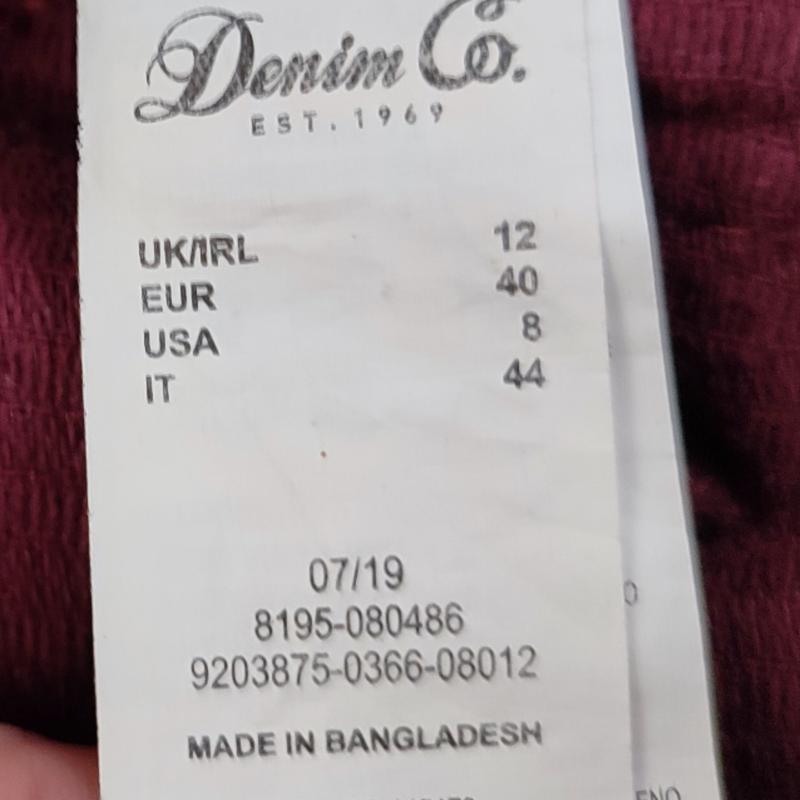 Denim Co.
EST. 1969
UK/IRL 12
EUR 40
USA 8
IT 44
07/19
8195-080486
9203875-0366-08012
MADE IN BANGLADESH